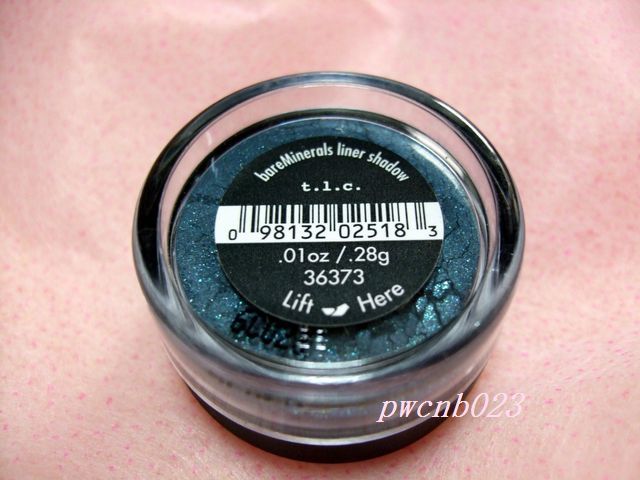 bareMinerals liner shadow
t.l.c.
0 98132 02518 3
.01oz / .28g
36373
Lift Here
pwcnb023